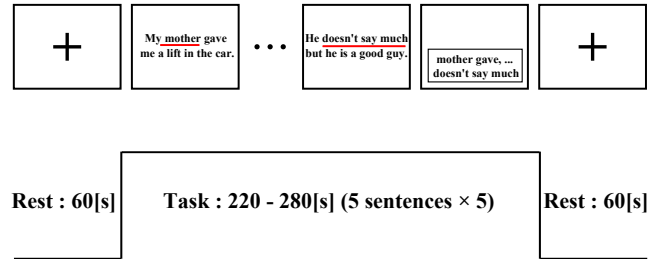 My mother gave
me a lift in the car.
...
He doesn't say much
but he is a good guy.
mother gave, ...
doesn't say much
Rest : 60[s]
Task : 220 - 280[s] (5 sentences × 5)
Rest : 60[s]